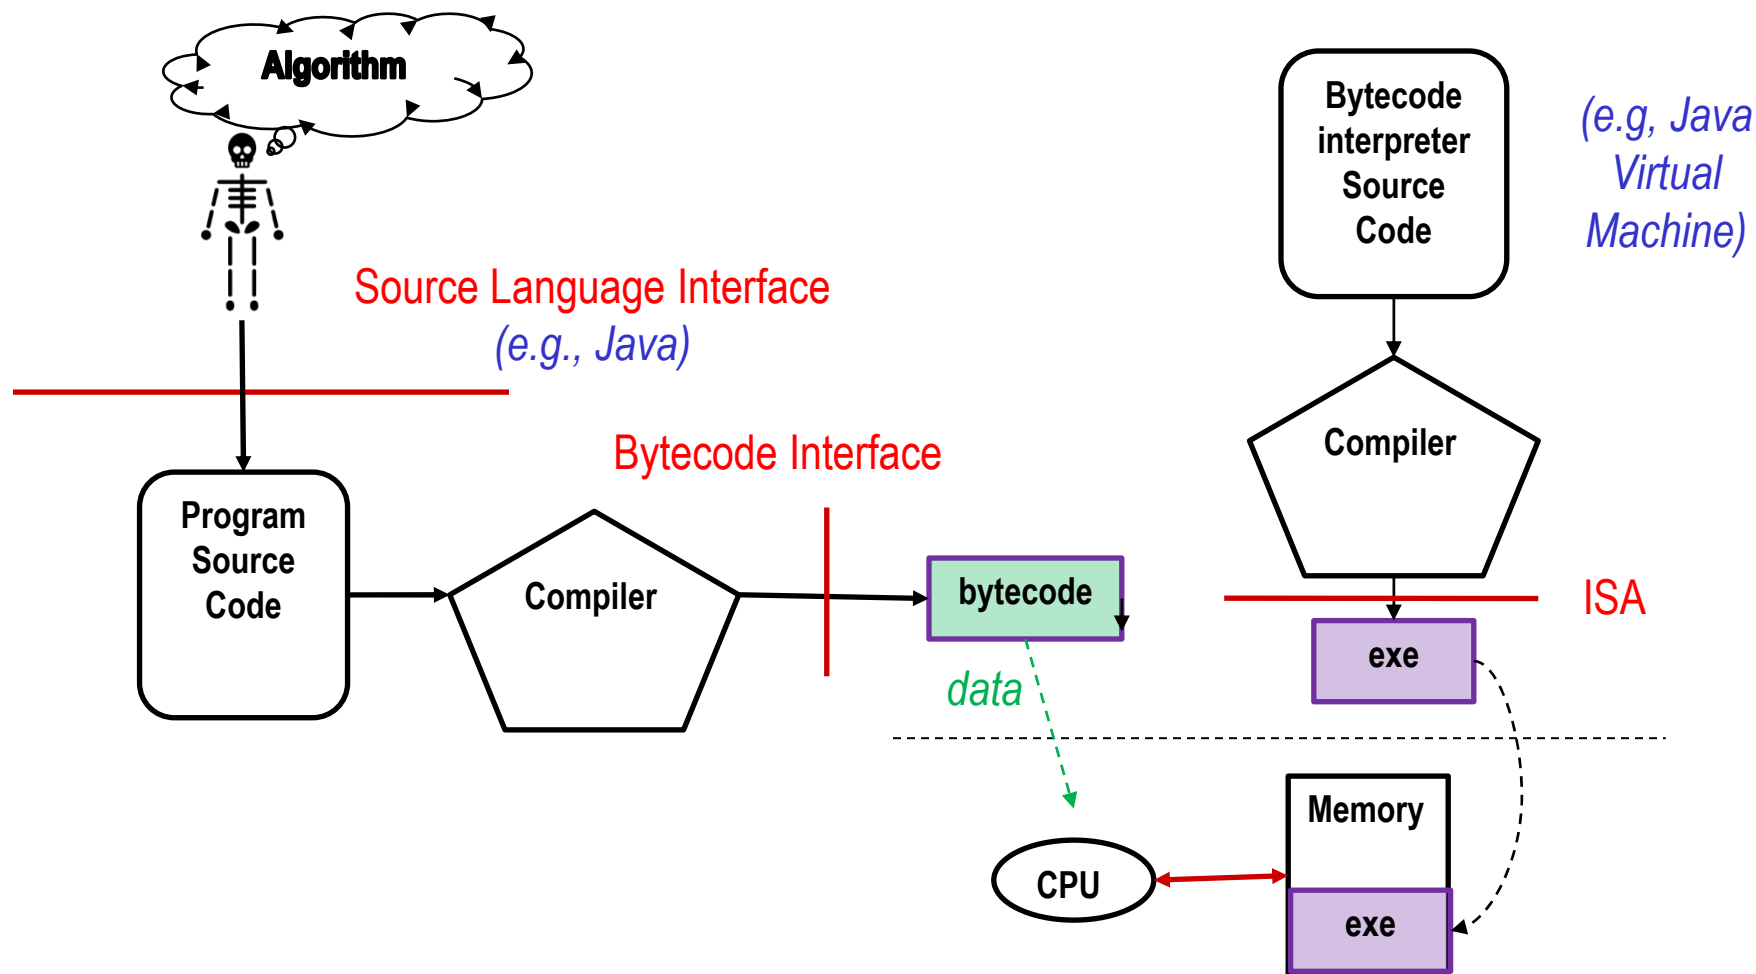 Algorithm
Source Language Interface
(e.g., Java)
Program
Source
Code
Compiler
Bytecode Interface
bytecode
data
Bytecode
interpreter
Source
Code
(e.g, Java
Virtual
Machine)
Compiler
ISA
exe
CPU
Memory
exe